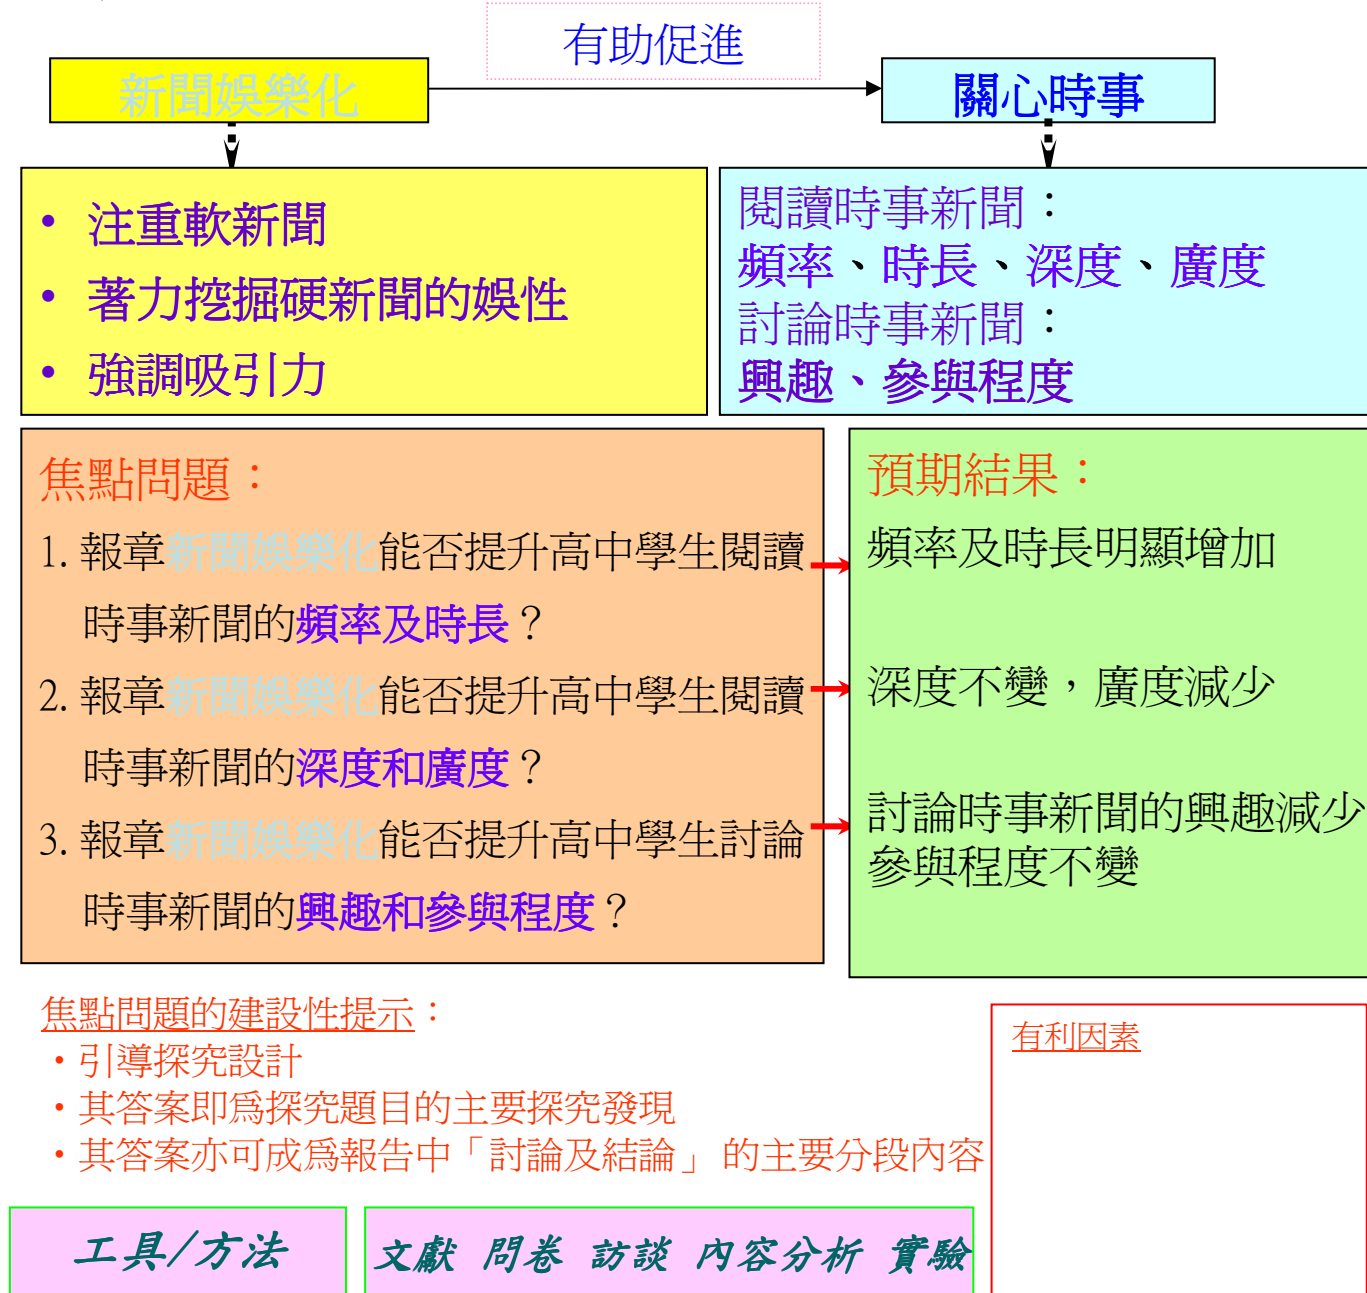 有助促進
新聞娛樂化
關心時事
• 注重軟新聞
• 著力挖掘硬新聞的娛性
• 強調吸引力
閱讀時事新聞：
頻率、時長、深度、廣度
討論時事新聞：
興趣、參與程度
焦點問題：
1. 報章新聞娛樂化能否提升高中學生閱讀
時事新聞的頻率及時長？
2. 報章新聞娛樂化能否提升高中學生閱讀
時事新聞的深度和廣度？
3. 報章新聞娛樂化能否提升高中學生討論
時事新聞的興趣和參與程度？
預期結果：
頻率及時長明顯增加
深度不變，廣度減少
討論時事新聞的興趣減少
參與程度不變
焦點問題的建設性提示：
・引導探究設計
・其答案即為探究題目的主要探究發現
・其答案亦可成為報告中「討論及結論」的主要分段內容
有利因素
工具/方法
文獻 問卷 訪談 內容分析 實驗